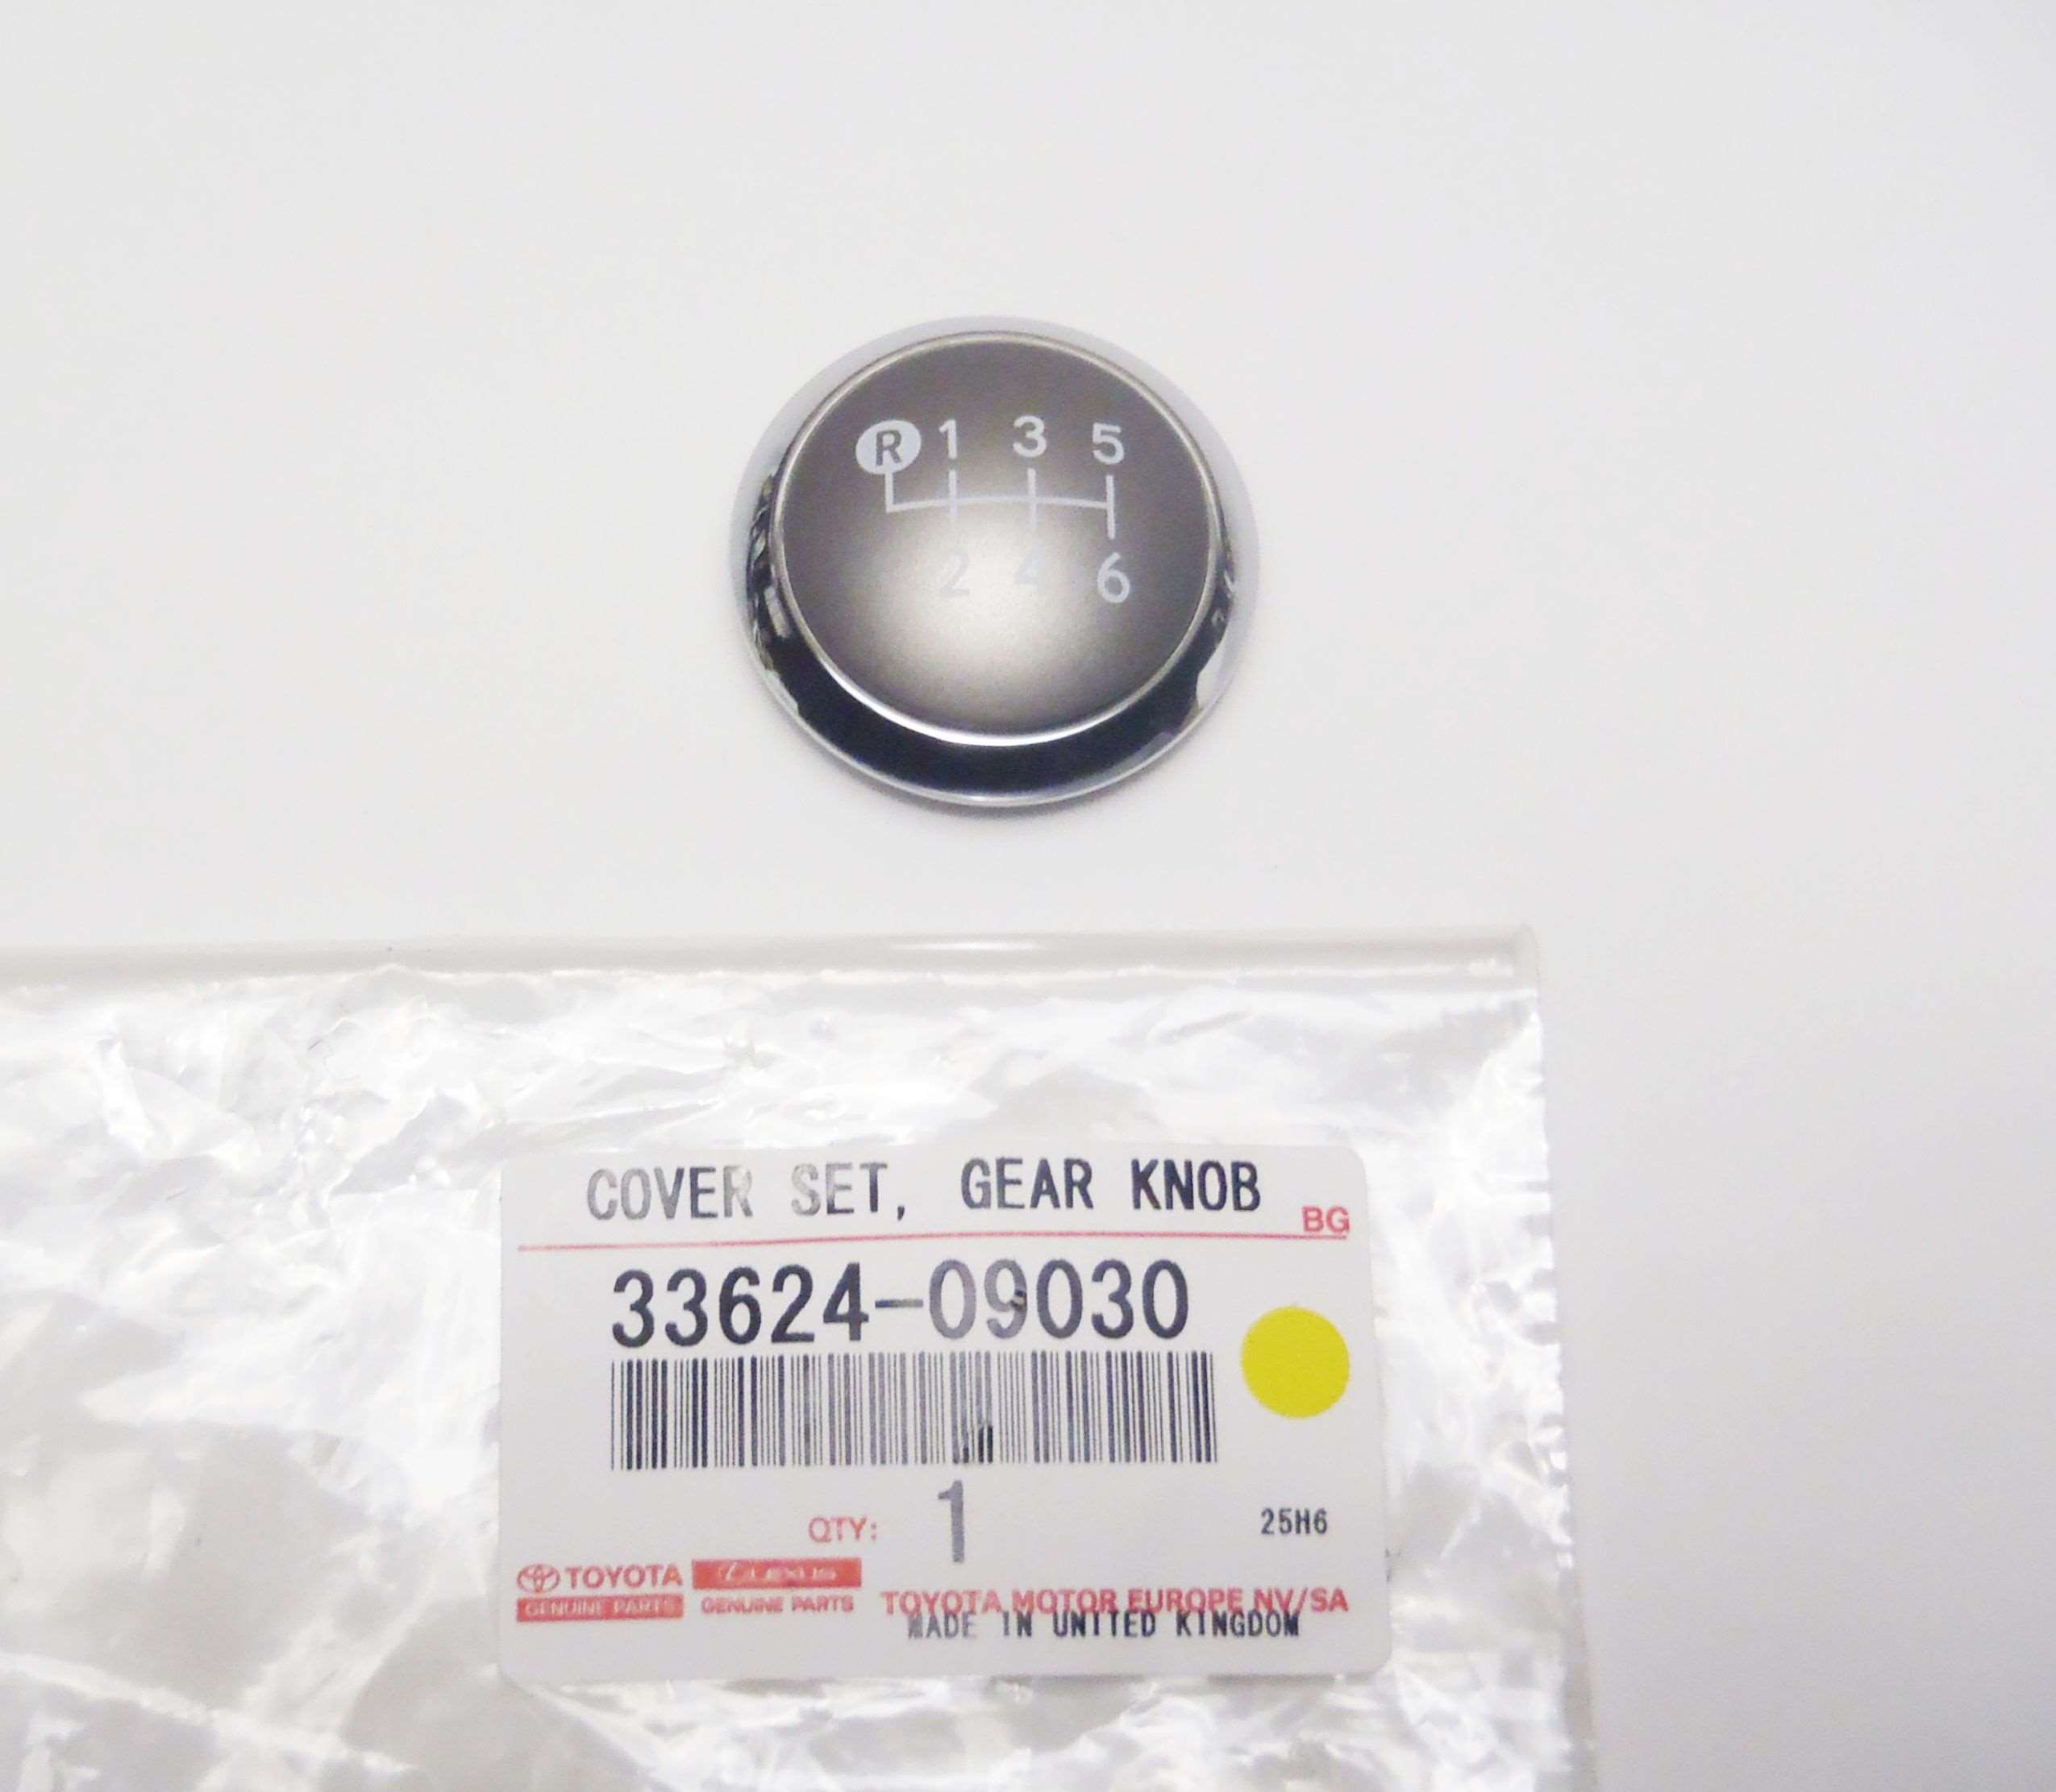 R 1 3 5
2 4 6
COVER SET, GEAR KNOB
BG
33624-09030
QTY: 1
25H6
TOYOTA LEXUS
GENUINE PARTS GENUINE PARTS
TOYOTA MOTOR EUROPE NV/SA
MADE IN UNITED KINGDOM